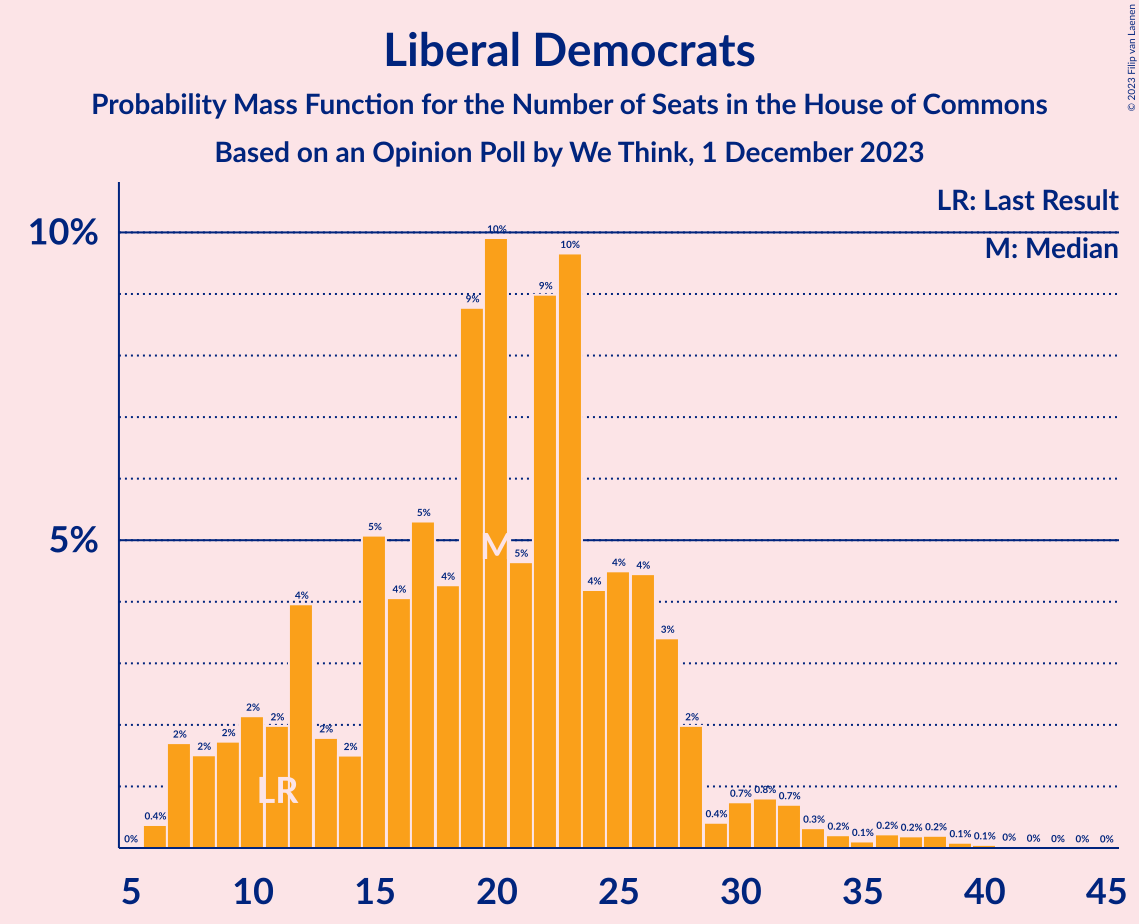 Liberal Democrats
Probability Mass Function for the Number of Seats in the House of Commons
Based on an Opinion Poll by We Think, 1 December 2023
© 2023 Filip van Laenen
LR: Last Result
M: Median
10%
5%
0% 0.4% 2% 2% 2% 2% 2% 4% 2% 2% 5% 4% 5% 4% 9% 10% 5% 9% 10% 4% 4% 4% 3% 2% 0.4% 0.7% 0.8% 0.7% 0.3% 0.2% 0.1% 0.2% 0.2% 0.2% 0.1% 0.1% 0% 0% 0% 0% 0%
M
LR
5 10 15 20 25 30 35 40 45